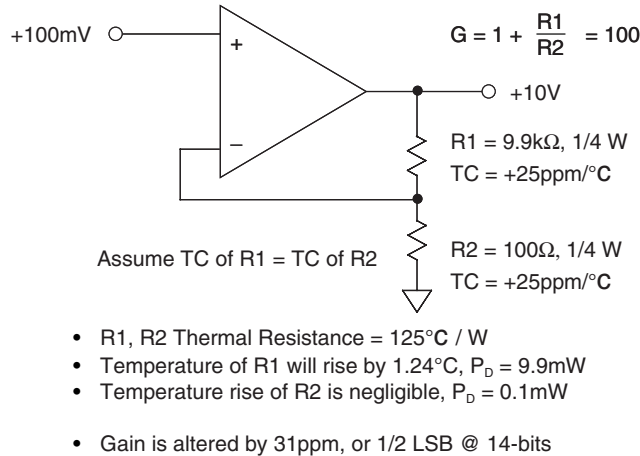 +100mV
+
−
G = 1 + R1/R2 = 100
+10V
R1 = 9.9kΩ, 1/4 W
TC = +25ppm/°C
Assume TC of R1 = TC of R2
R2 = 100Ω, 1/4 W
TC = +25ppm/°C
• R1, R2 Thermal Resistance = 125°C / W
• Temperature of R1 will rise by 1.24°C, PD = 9.9mW
• Temperature rise of R2 is negligible, PD = 0.1mW
• Gain is altered by 31ppm, or 1/2 LSB @ 14-bits